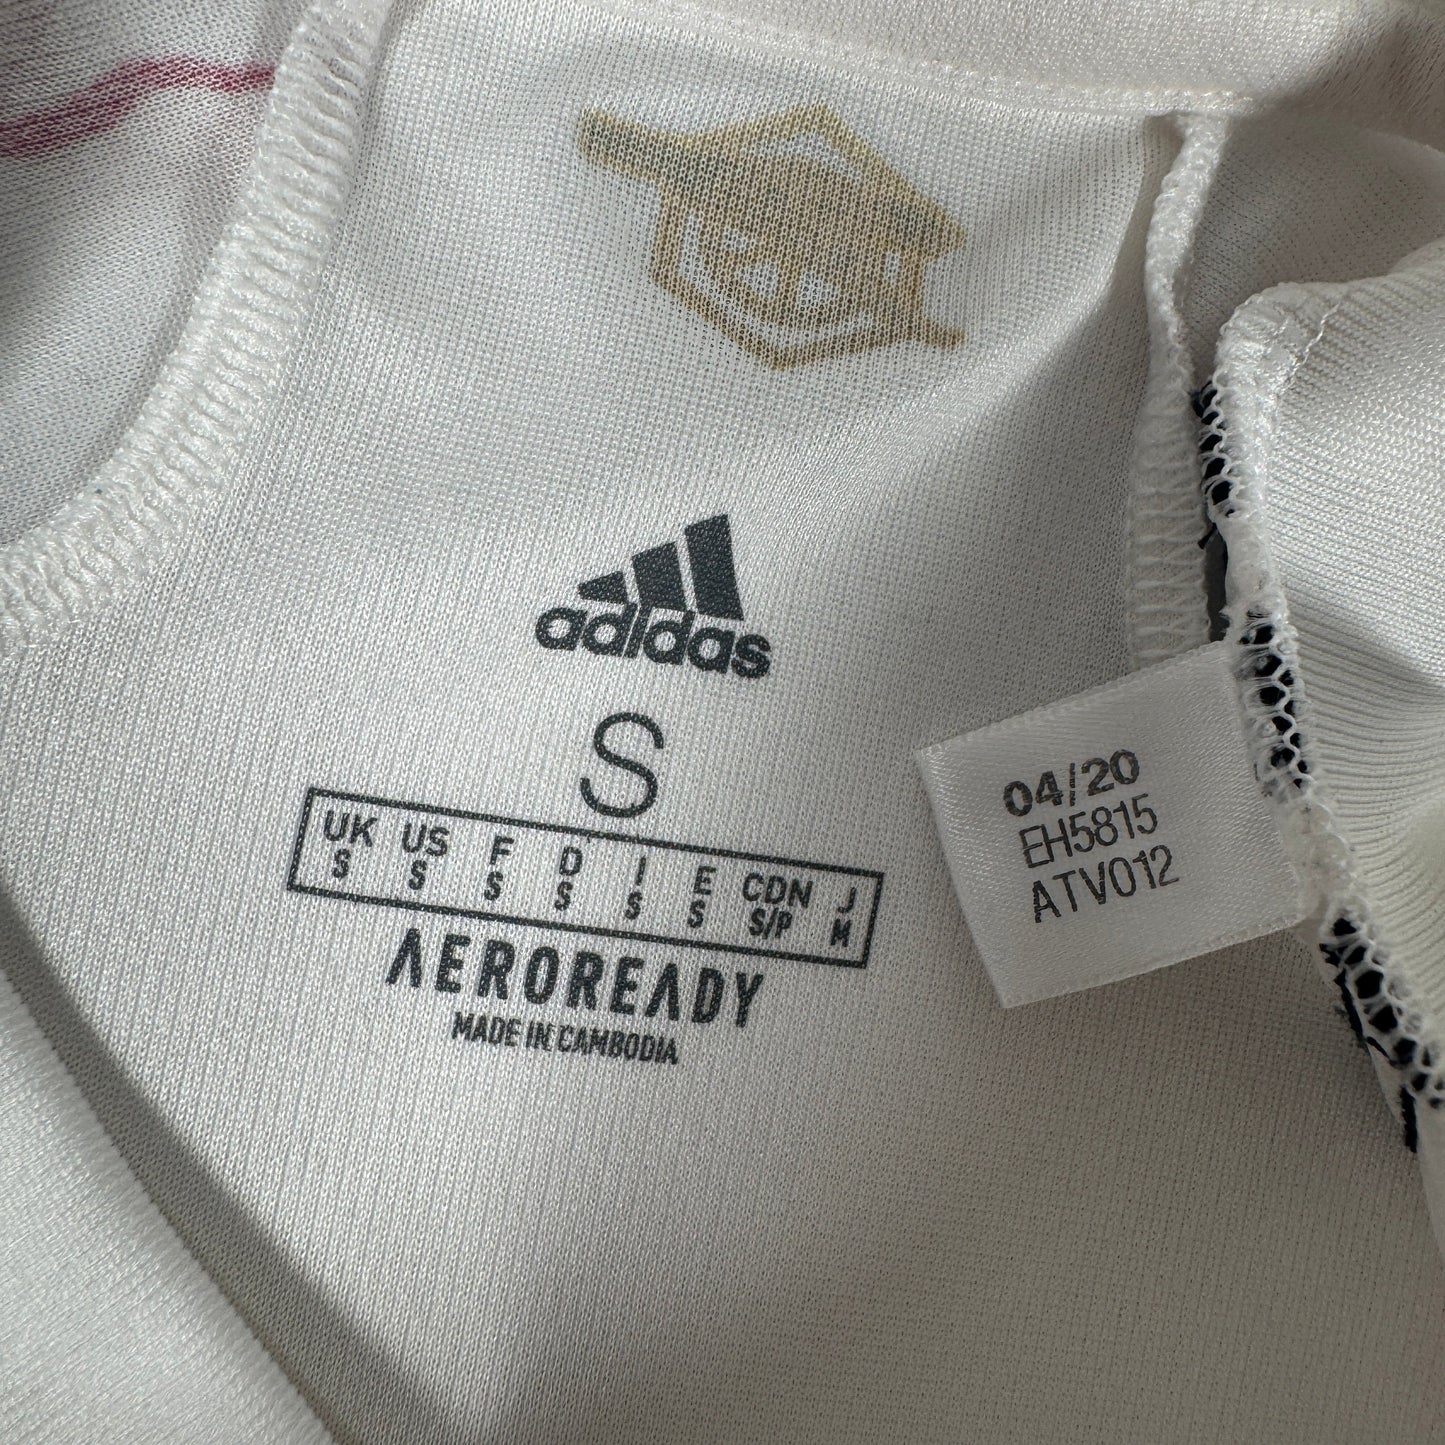 adidas
S
UK US F D I E CDN J
S S S S S S S/P M
AEROREADY
MADE IN CAMBODIA
04/20
EH5815
ATV012